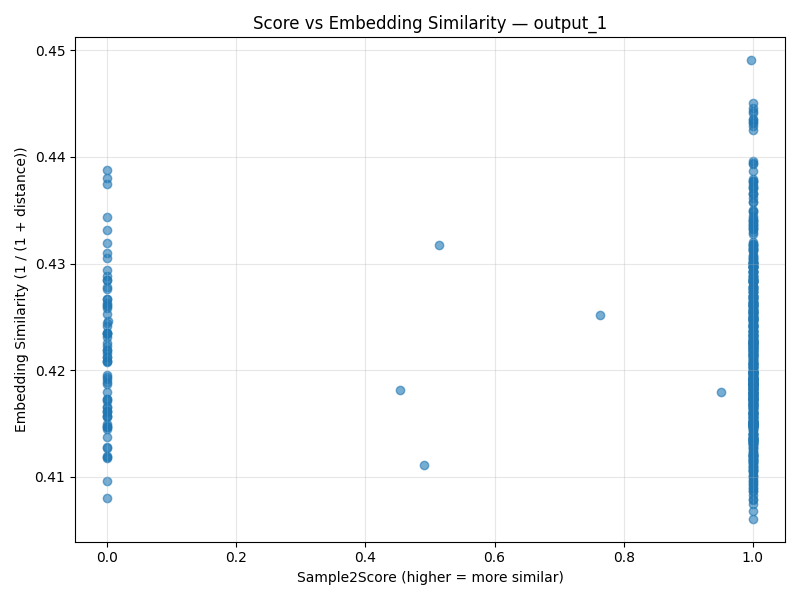 Score vs Embedding Similarity — output_1
Embedding Similarity (1 / (1 + distance))
0.45
0.44
0.43
0.42
0.41
0.0 0.2 0.4 0.6 0.8 1.0
Sample2Score (higher = more similar)